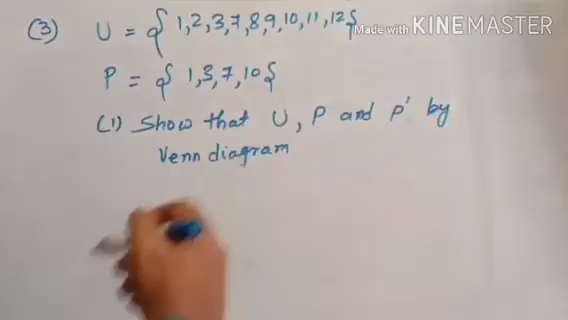 (3) U = { 1,2,3,7,8,9,10,11,12}
P = { 1,3,7,10}
(1) Show that U, P and P' by
Venn diagram
Made with KINEMASTER